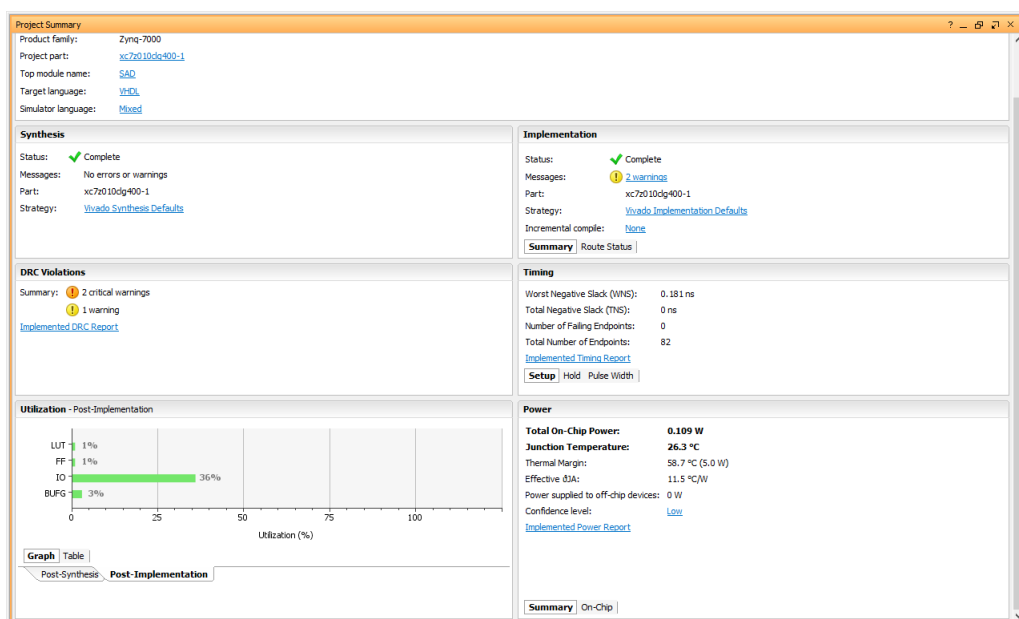 Project Summary
Product family: Zynq-7000
Project part: xc7z010clg400-1
Top module name: SAD
Target language: VHDL
Simulator language: Mixed
Synthesis
Status: Complete
Messages: No errors or warnings
Part: xc7z010clg400-1
Strategy: Vivado Synthesis Defaults
Implementation
Status: Complete
Messages: 2 warnings
Part: xc7z010clg400-1
Strategy: Vivado Implementation Defaults
Incremental compile: None
Summary Route Status
DRC Violations
Summary: 2 critical warnings
1 warning
Implemented DRC Report
Timing
Worst Negative Slack (WNS): 0.181 ns
Total Negative Slack (TNS): 0 ns
Number of Failing Endpoints: 0
Total Number of Endpoints: 82
Implemented Timing Report
Setup Hold Pulse Width
Utilization - Post-Implementation
LUT 1%
FF 1%
IO 36%
BUFG 3%
0 25 50 75 100
Utilization (%)
Graph Table
Post-Synthesis Post-Implementation
Power
Total On-Chip Power: 0.109 W
Junction Temperature: 26.3 °C
Thermal Margin: 58.7 °C (5.0 W)
Effective ϑJA: 11.5 °C/W
Power supplied to off-chip devices: 0 W
Confidence level: Low
Implemented Power Report
Summary On-Chip